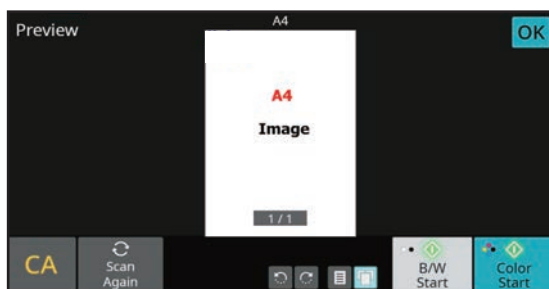 Preview
A4
OK
A4
Image
1 / 1
CA
Scan
Again
B/W
Start
Color
Start